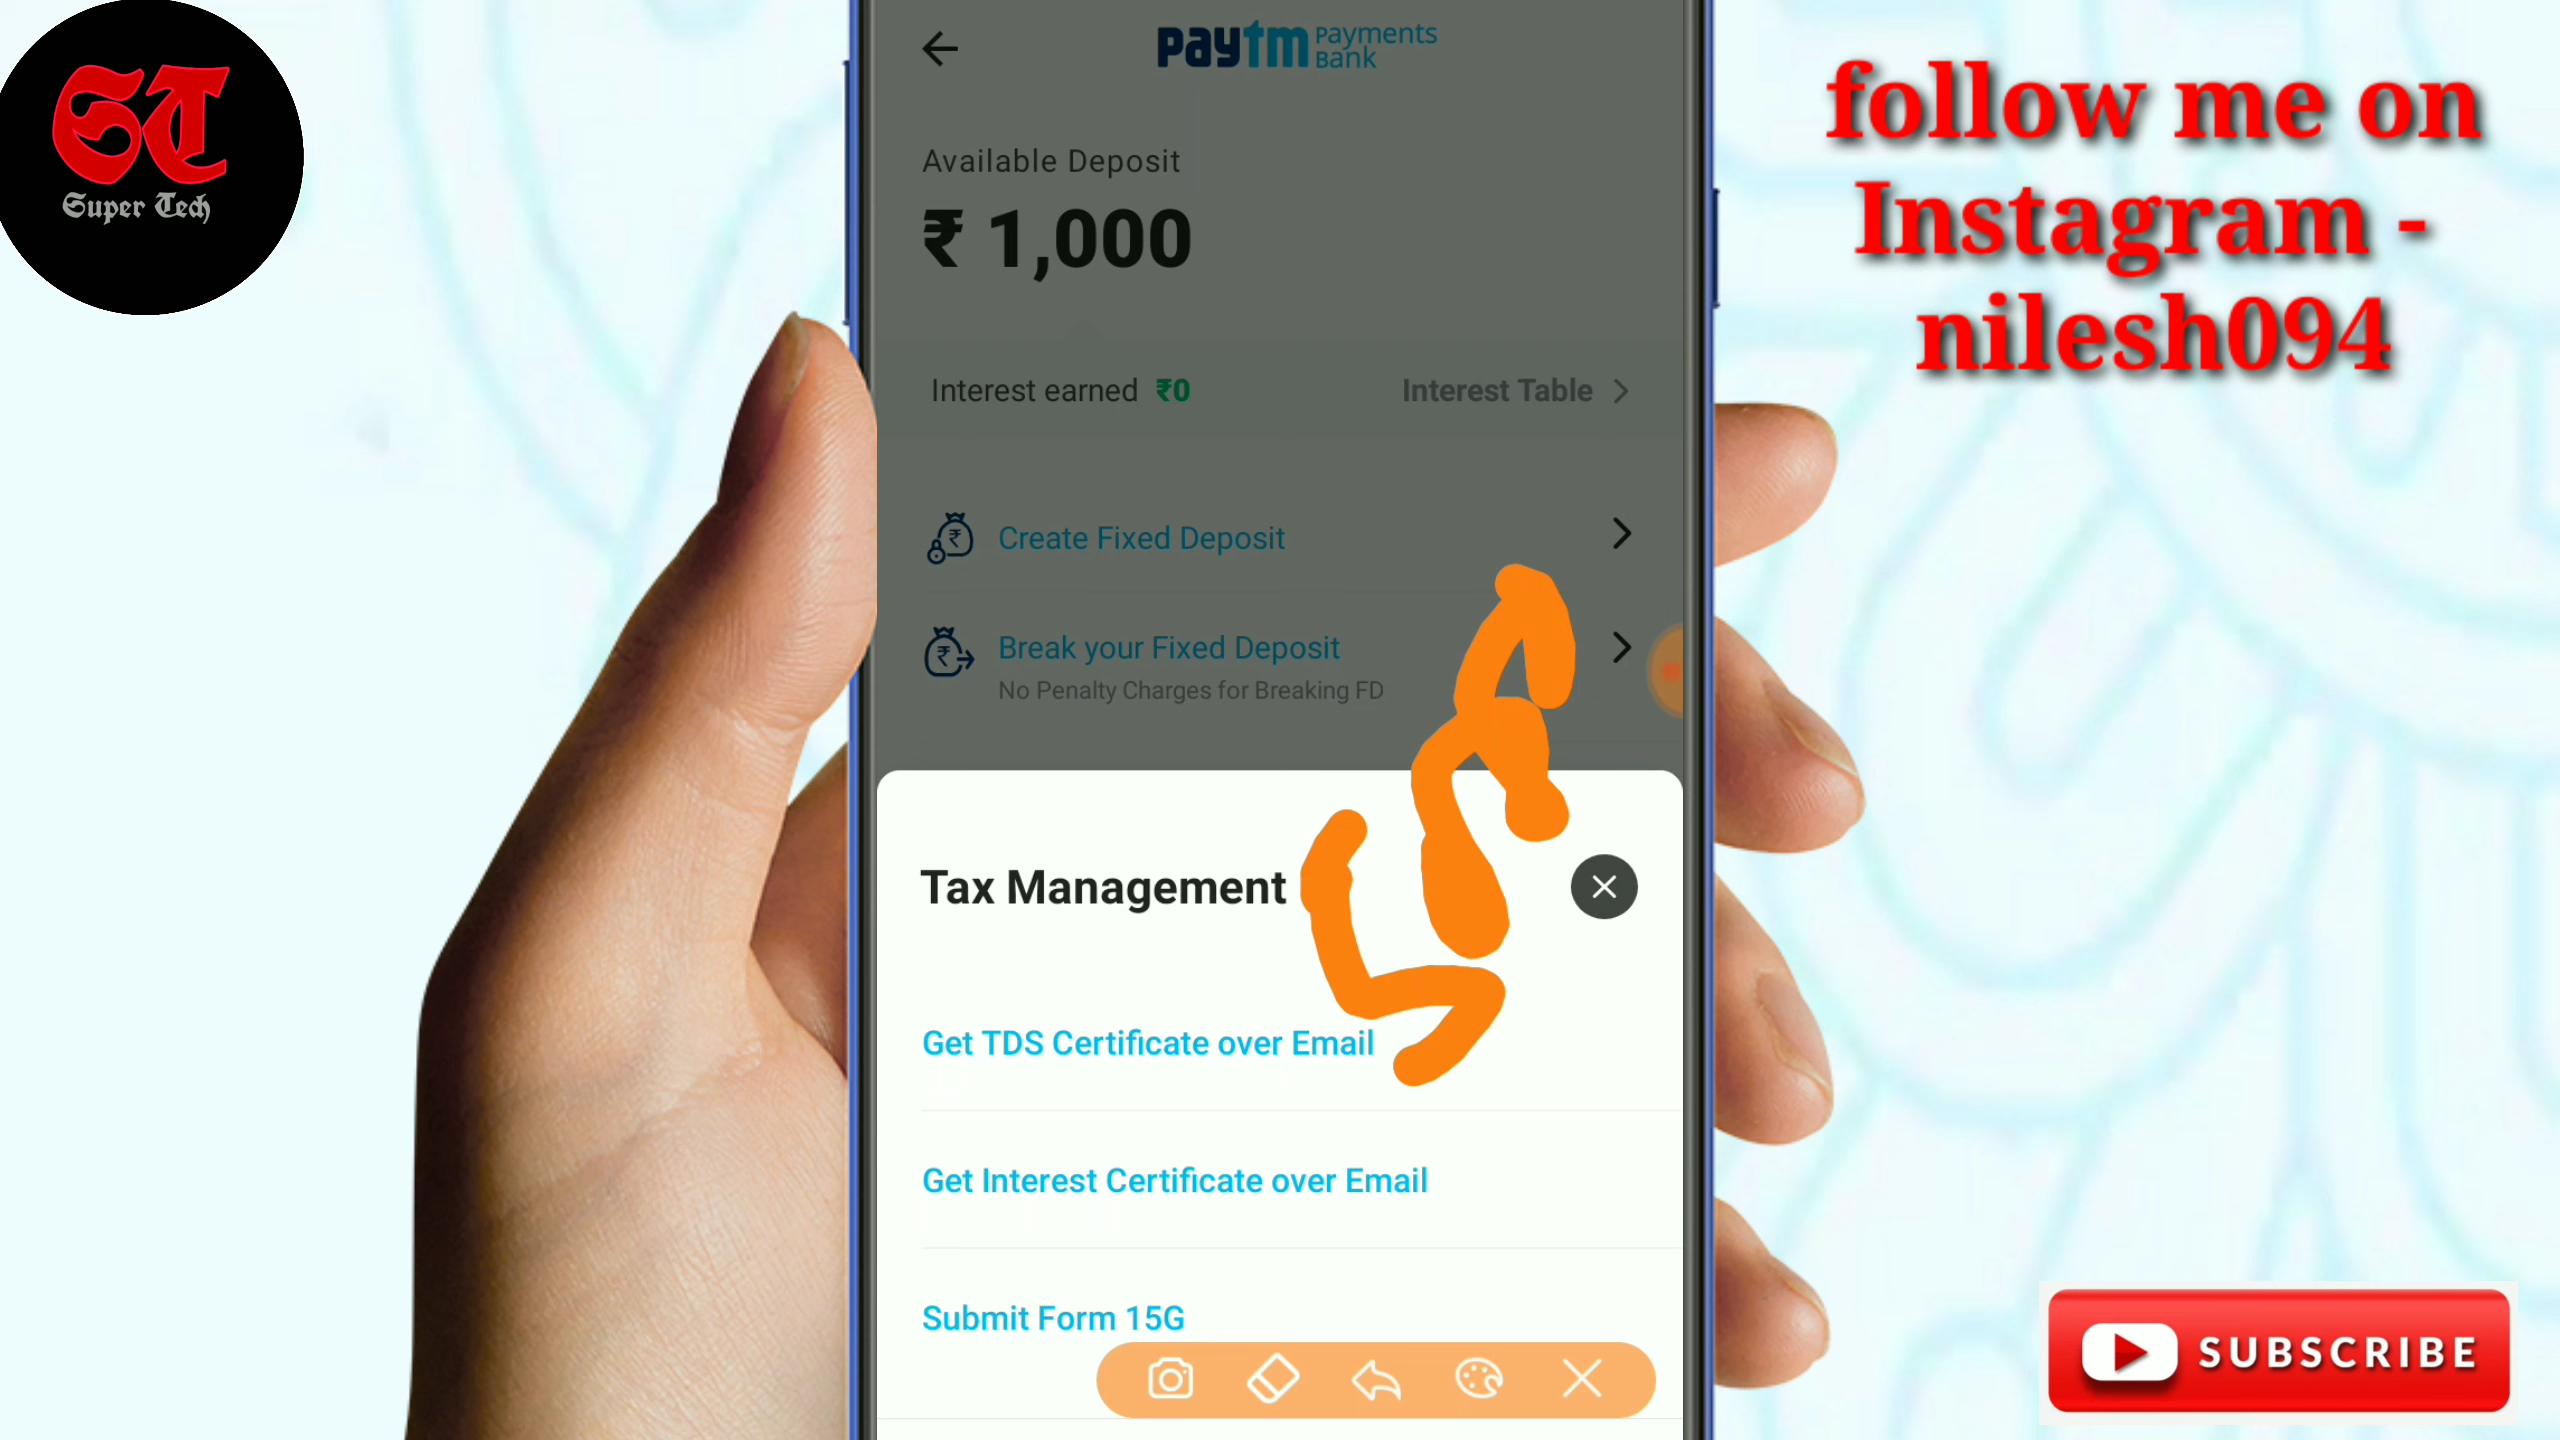 ST
Super Tech
paytm Payments Bank
Available Deposit
₹ 1,000
Interest earned ₹0
Interest Table
Create Fixed Deposit
Break your Fixed Deposit
No Penalty Charges for Breaking FD
Tax Management
Get TDS Certificate over Email
Get Interest Certificate over Email
Submit Form 15G
follow me on
Instagram -
nilesh094
SUBSCRIBE